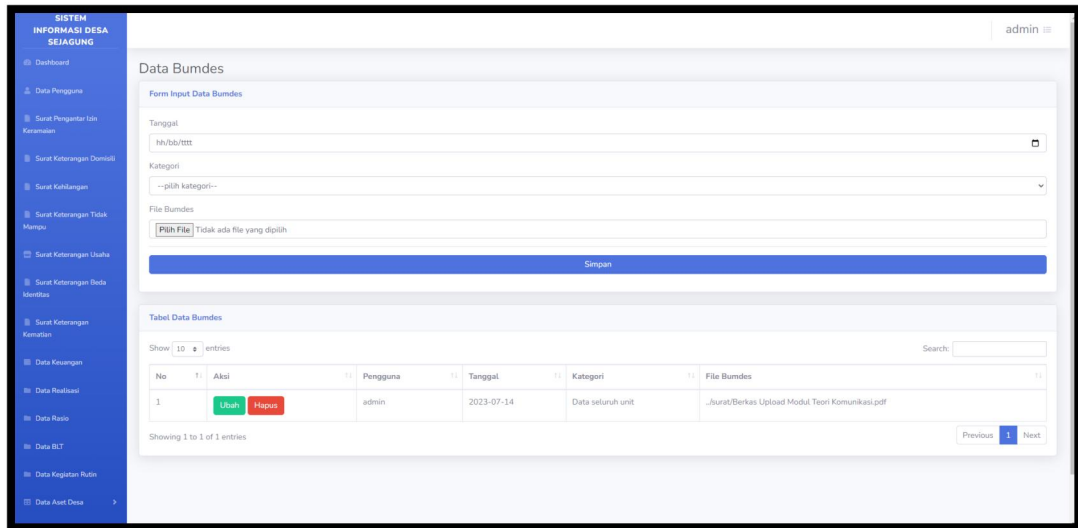 SISTEM
INFORMASI DESA
SEJAGUNG
Dashboard
Data Pengguna
Surat Pengantar Izin
Keramaian
Surat Keterangan Domisili
Surat Kehilangan
Surat Keterangan Tidak
Mampu
Surat Keterangan Usaha
Surat Keterangan Beda
Identitas
Surat Keterangan
Kematian
Data Keuangan
Data Realisasi
Data Rasio
Data BLT
Data Kegiatan Rutin
Data Aset Desa
admin
Data Bumdes
Form Input Data Bumdes
Tanggal
hh/bb/tttt
Kategori
--pilih kategori--
File Bumdes
Pilih File Tidak ada file yang dipilih
Simpan
Tabel Data Bumdes
Show 10 entries Search:
No Aksi Pengguna Tanggal Kategori File Bumdes
1 Ubah Hapus admin 2023-07-14 Data seluruh unit ../surat/Berkas Upload Modul Teori Komunikasi.pdf
Showing 1 to 1 of 1 entries Previous 1 Next